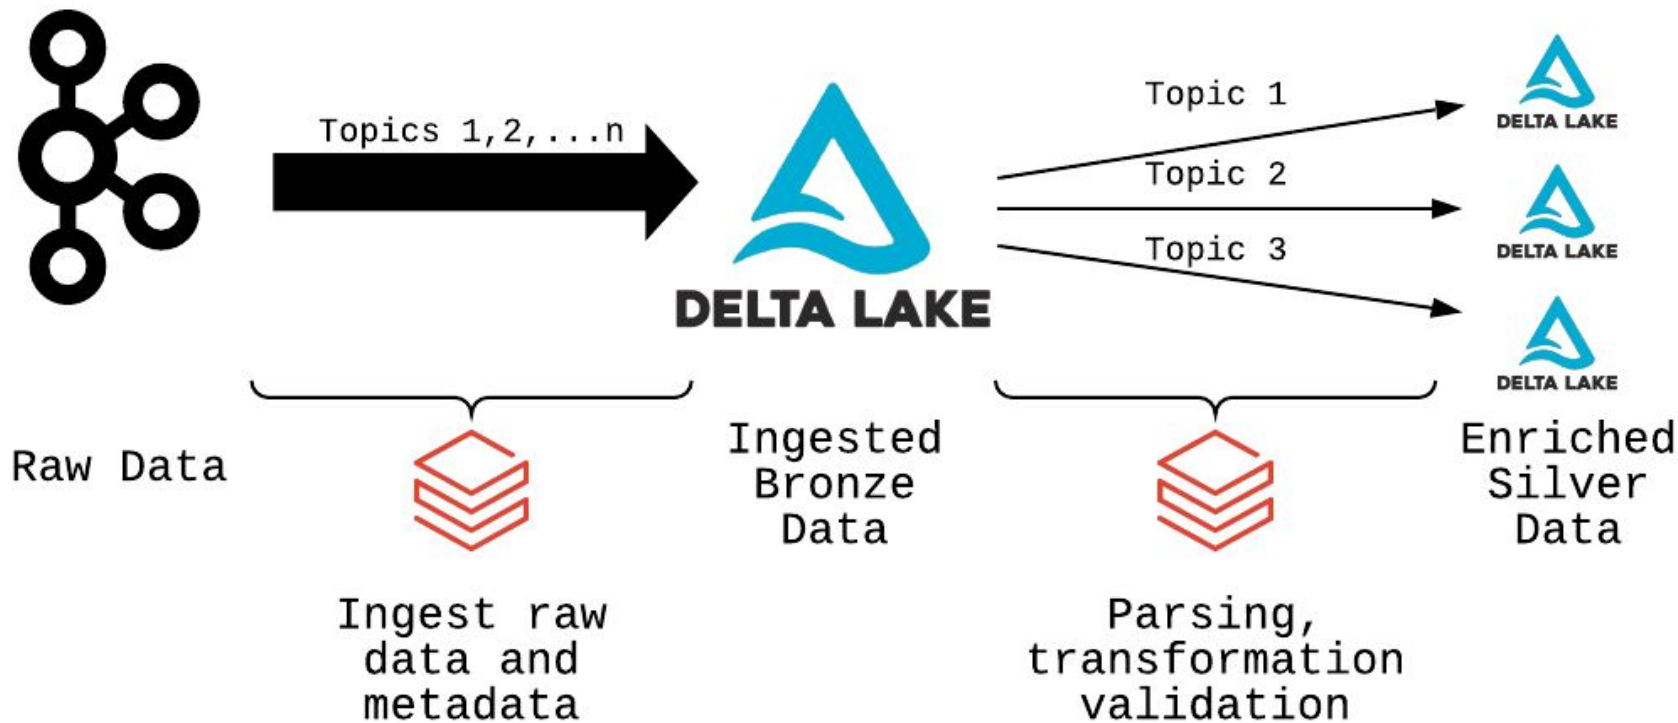 Topics 1,2,...n
DELTA LAKE
Topic 1
Topic 2
Topic 3
DELTA LAKE
DELTA LAKE
DELTA LAKE
Raw Data
Ingest raw
data and
metadata
Ingested
Bronze
Data
Parsing,
transformation
validation
Enriched
Silver
Data